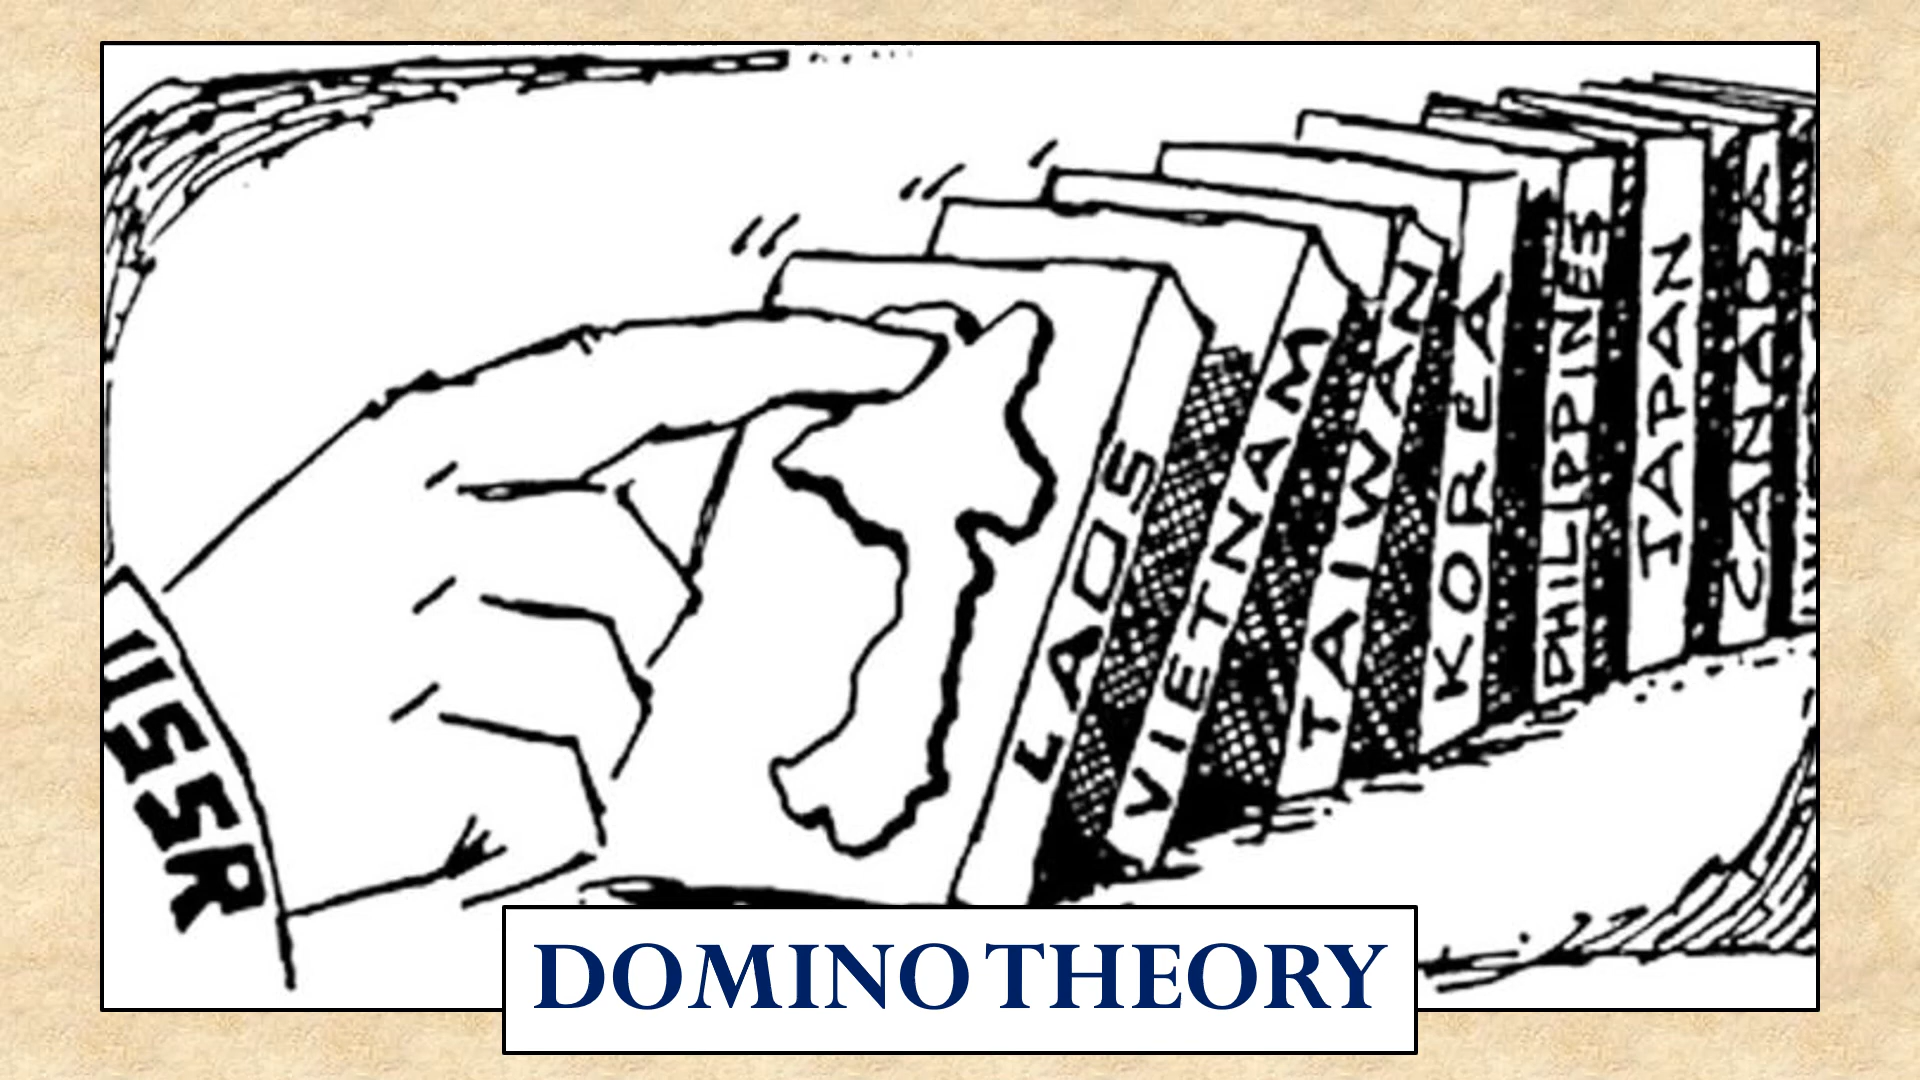 USSR
LAOS
VIETNAM
TAIWAN
KOREA
PHILIPPINES
JAPAN
CANADA
DOMINO THEORY